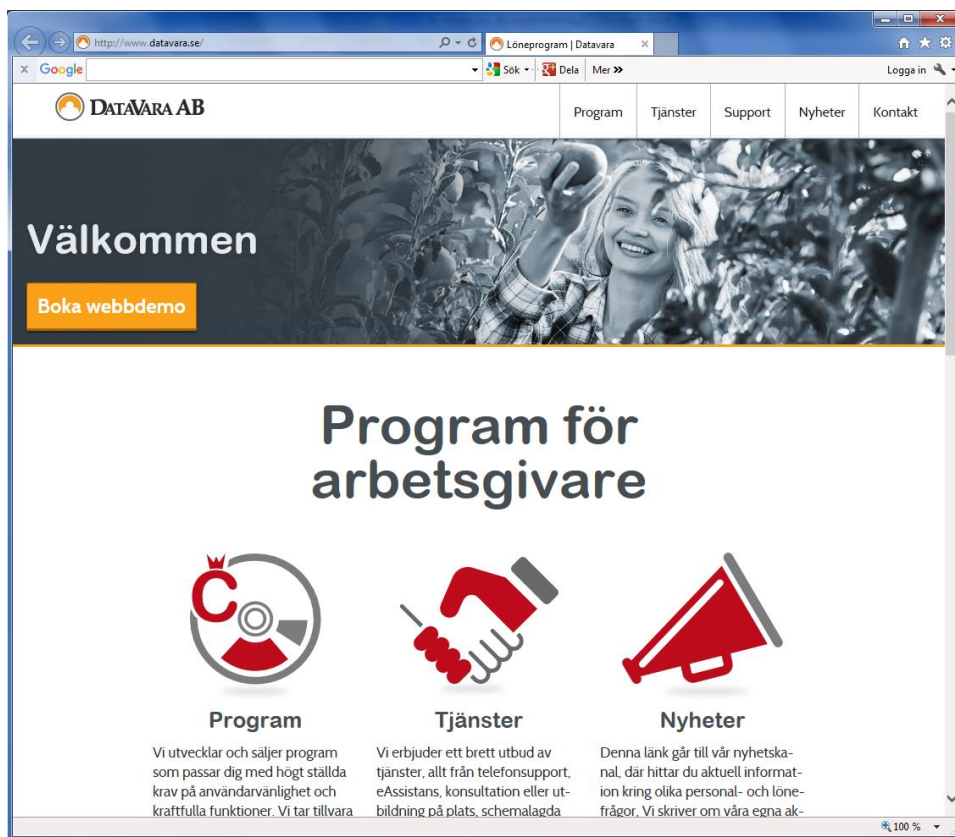 http://www.datavara.se/
Löneprogram | Datavara
Google
Sök
Dela
Mer »
Logga in
DATAVARA AB
Program
Tjänster
Support
Nyheter
Kontakt
Välkommen
Boka webbdemo
Program för
arbetsgivare
Č
Program
Vi utvecklar och säljer program
som passar dig med högt ställda
krav på användarvänlighet och
kraftfulla funktioner. Vi tar tillvara
Tjänster
Vi erbjuder ett brett utbud av
tjänster, allt från telefonsupport,
eAssistans, konsultation eller ut-
bildning på plats, schemalagda
Nyheter
Denna länk går till vår nyhetska-
nal, där hittar du aktuell informat-
ion kring olika personal- och löne-
frågor, Vi skriver om våra egna ak-
100 %